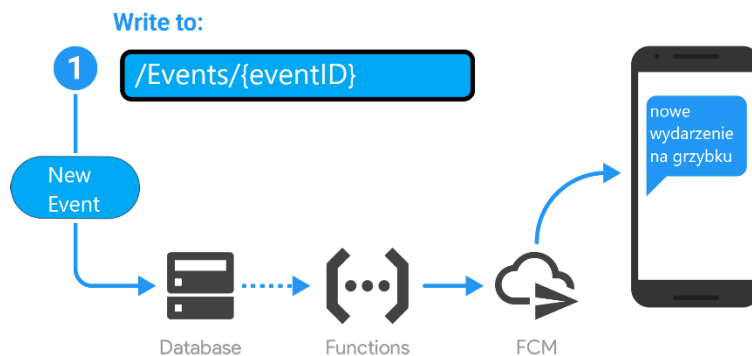 Write to:
1
/Events/{eventID}
New
Event
nowe
wydarzenie
na grzybku
Database
Functions
FCM